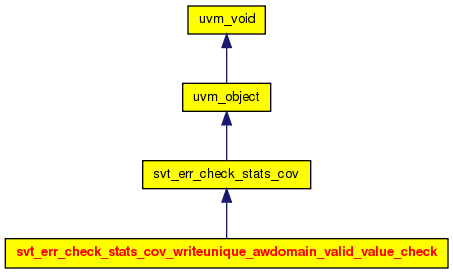 uvm_void
uvm_object
svt_err_check_stats_cov
svt_err_check_stats_cov_writeunique_awdomain_valid_value_check